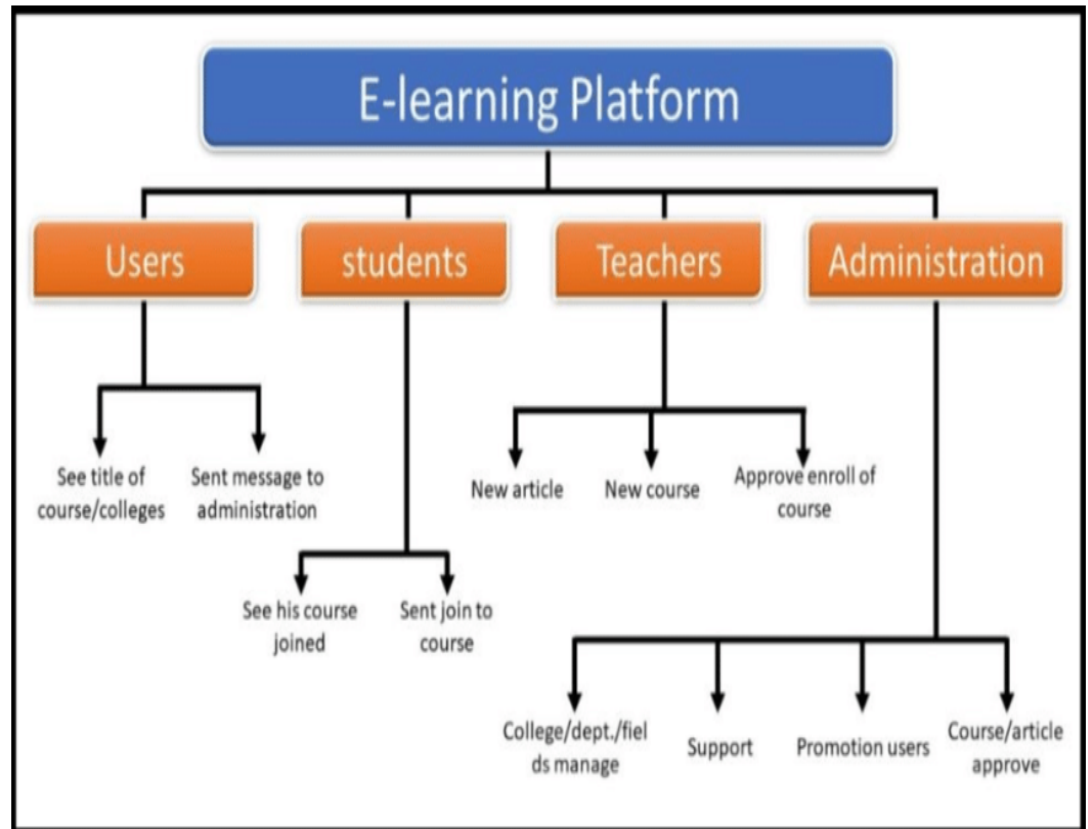 E-learning Platform
Users
students
Teachers
Administration
See title of
course/colleges
Sent message to
administration
New article
New course
Approve enroll of
course
See his course
joined
Sent join to
course
College/dept./fiel
ds manage
Support
Promotion users
Course/article
approve